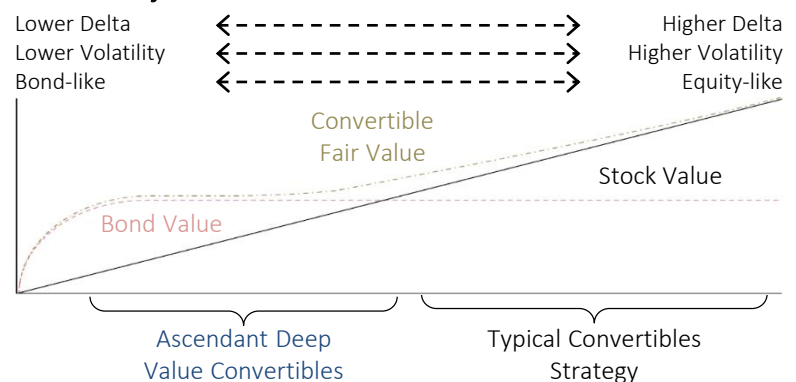 Lower Delta
Higher Delta
Lower Volatility
Higher Volatility
Bond-like
Equity-like
Convertible
Fair Value
Stock Value
Bond Value
Ascendant Deep
Value Convertibles
Typical Convertibles
Strategy